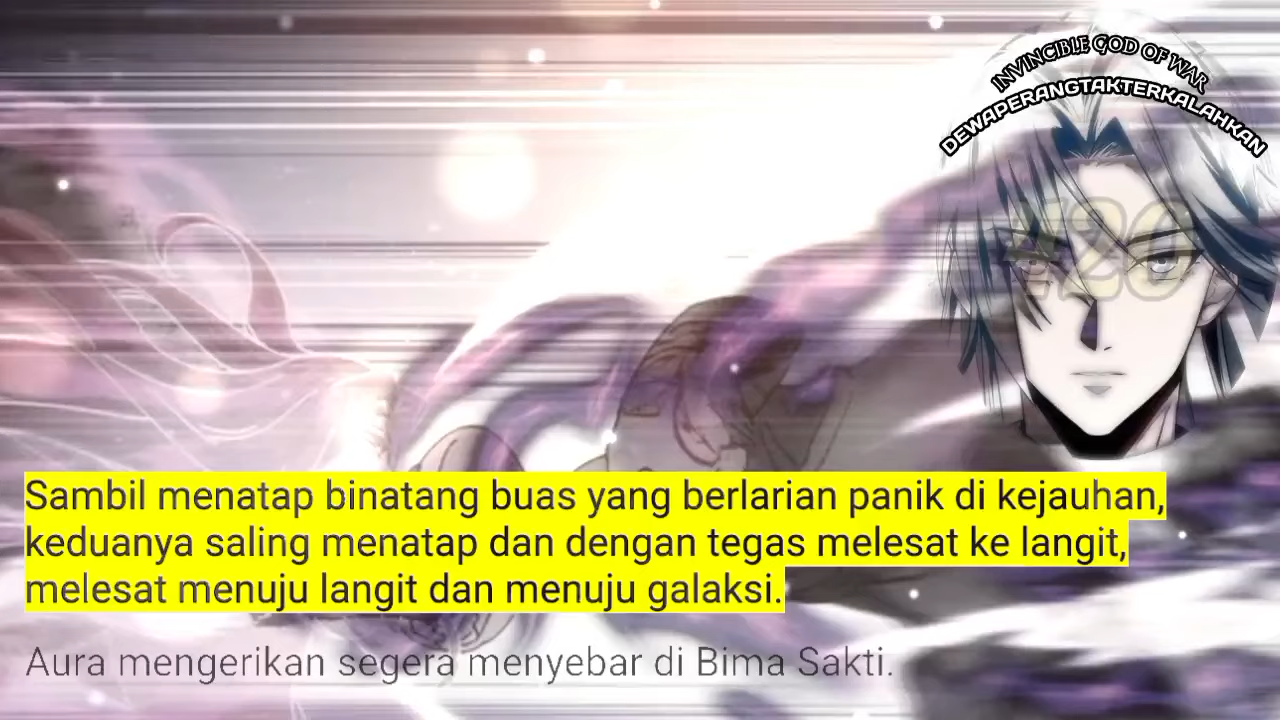 INVINCIBLE GOD OF WAR
DEWAPERANGTAKTERKALAHKAN
#20
Sambil menatap binatang buas yang berlarian panik di kejauhan,
keduanya saling menatap dan dengan tegas melesat ke langit,
melesat menuju langit dan menuju galaksi.
Aura mengerikan segera menyebar di Bima Sakti.